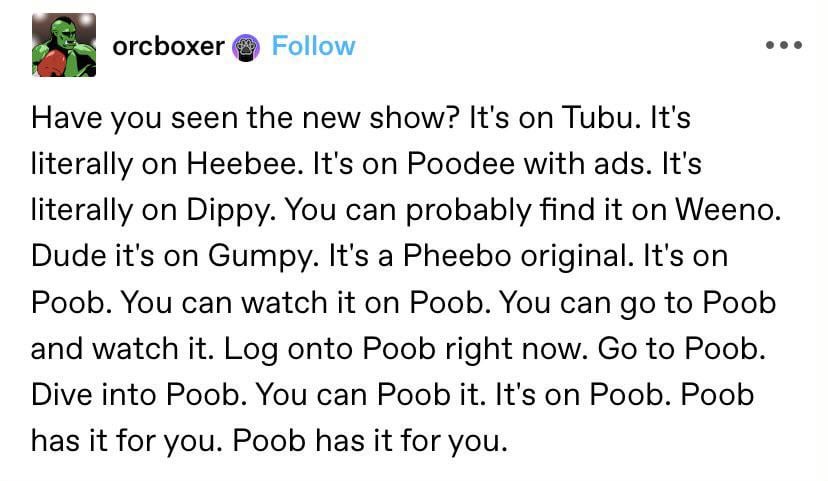 orcboxer Follow
Have you seen the new show? It's on Tubu. It's
literally on Heebee. It's on Poodee with ads. It's
literally on Dippy. You can probably find it on Weeno.
Dude it's on Gumpy. It's a Pheebo original. It's on
Poob. You can watch it on Poob. You can go to Poob
and watch it. Log onto Poob right now. Go to Poob.
Dive into Poob. You can Poob it. It's on Poob. Poob
has it for you. Poob has it for you.